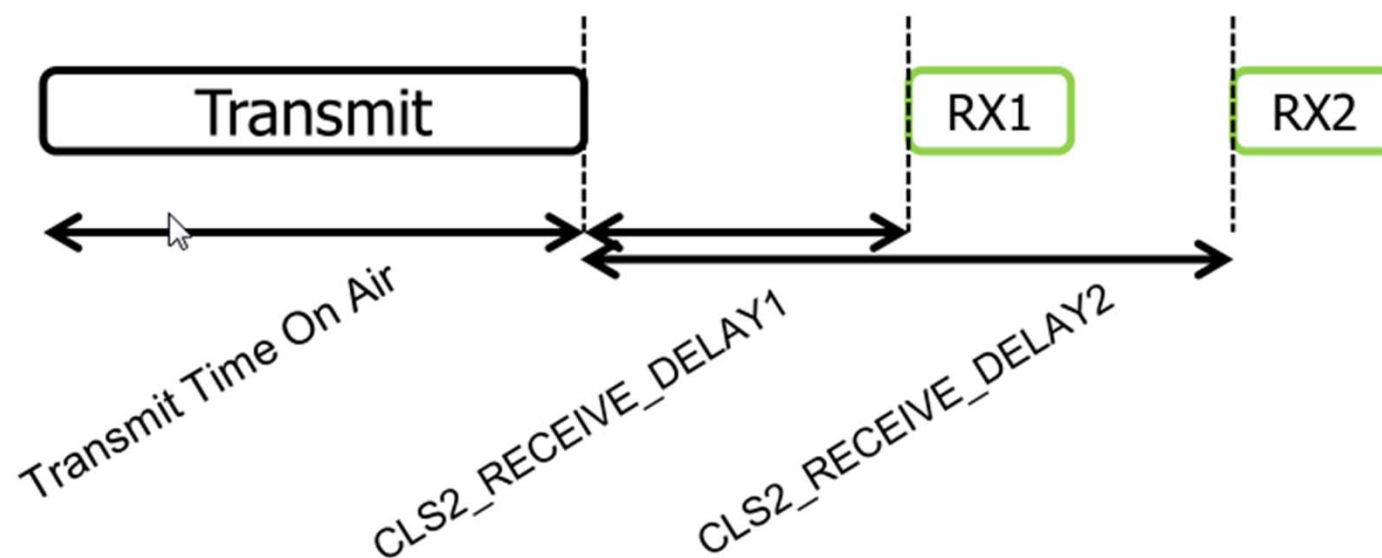 Transmit
RX1
RX2
Transmit Time On Air
CLS2_RECEIVE_DELAY1
CLS2_RECEIVE_DELAY2